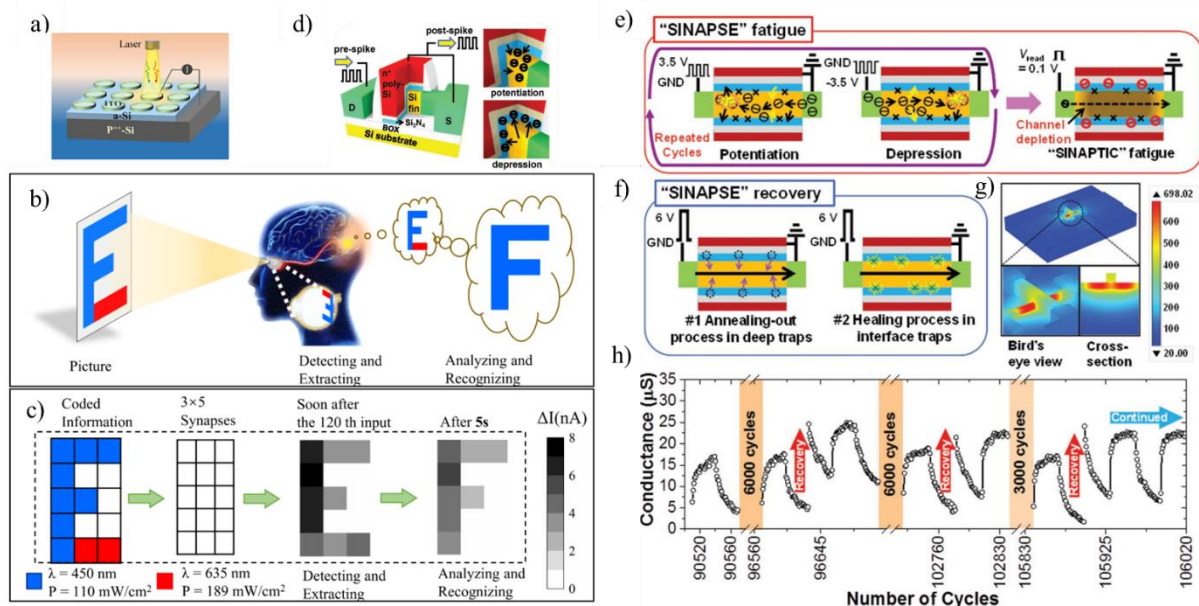 a)
Laser
I
ITO
a-Si
P++-Si
d)
pre-spike
post-spike
n+
poly-
Si
Si
fin
D
S
Si3N4
BOX
Si substrate
potentiation
depression
e)
"SINAPSE" fatigue
3.5 V
GND
GND
-3.5 V
Vread
= 0.1 V
GND
Repeated
Cycles
Potentiation
Depression
Channel
depletion
"SINAPTIC" fatigue
b)
E
E
F
Picture
Detecting and
Extracting
Analyzing and
Recognizing
f)
"SINAPSE" recovery
6 V
GND
6 V
GND
#1 Annealing-out
process in deep traps
#2 Healing process in
interface traps
g)
698.02
600
500
400
300
200
100
20.00
Bird's
eye view
Cross-
section
c)
Coded
Information
3×5
Synapses
Soon after
the 120 th input
After 5s
ΔI(nA)
8
6
4
2
0
λ = 450 nm
P = 110 mW/cm2
λ = 635 nm
P = 189 mW/cm2
Detecting and
Extracting
Analyzing and
Recognizing
h)
Conductance (µS)
35
30
25
20
15
10
5
0
6000 cycles
Recovery
6000 cycles
Recovery
3000 cycles
Recovery
Continued
90520
90560
96560
96645
102760
102830
105830
105925
106020
Number of Cycles